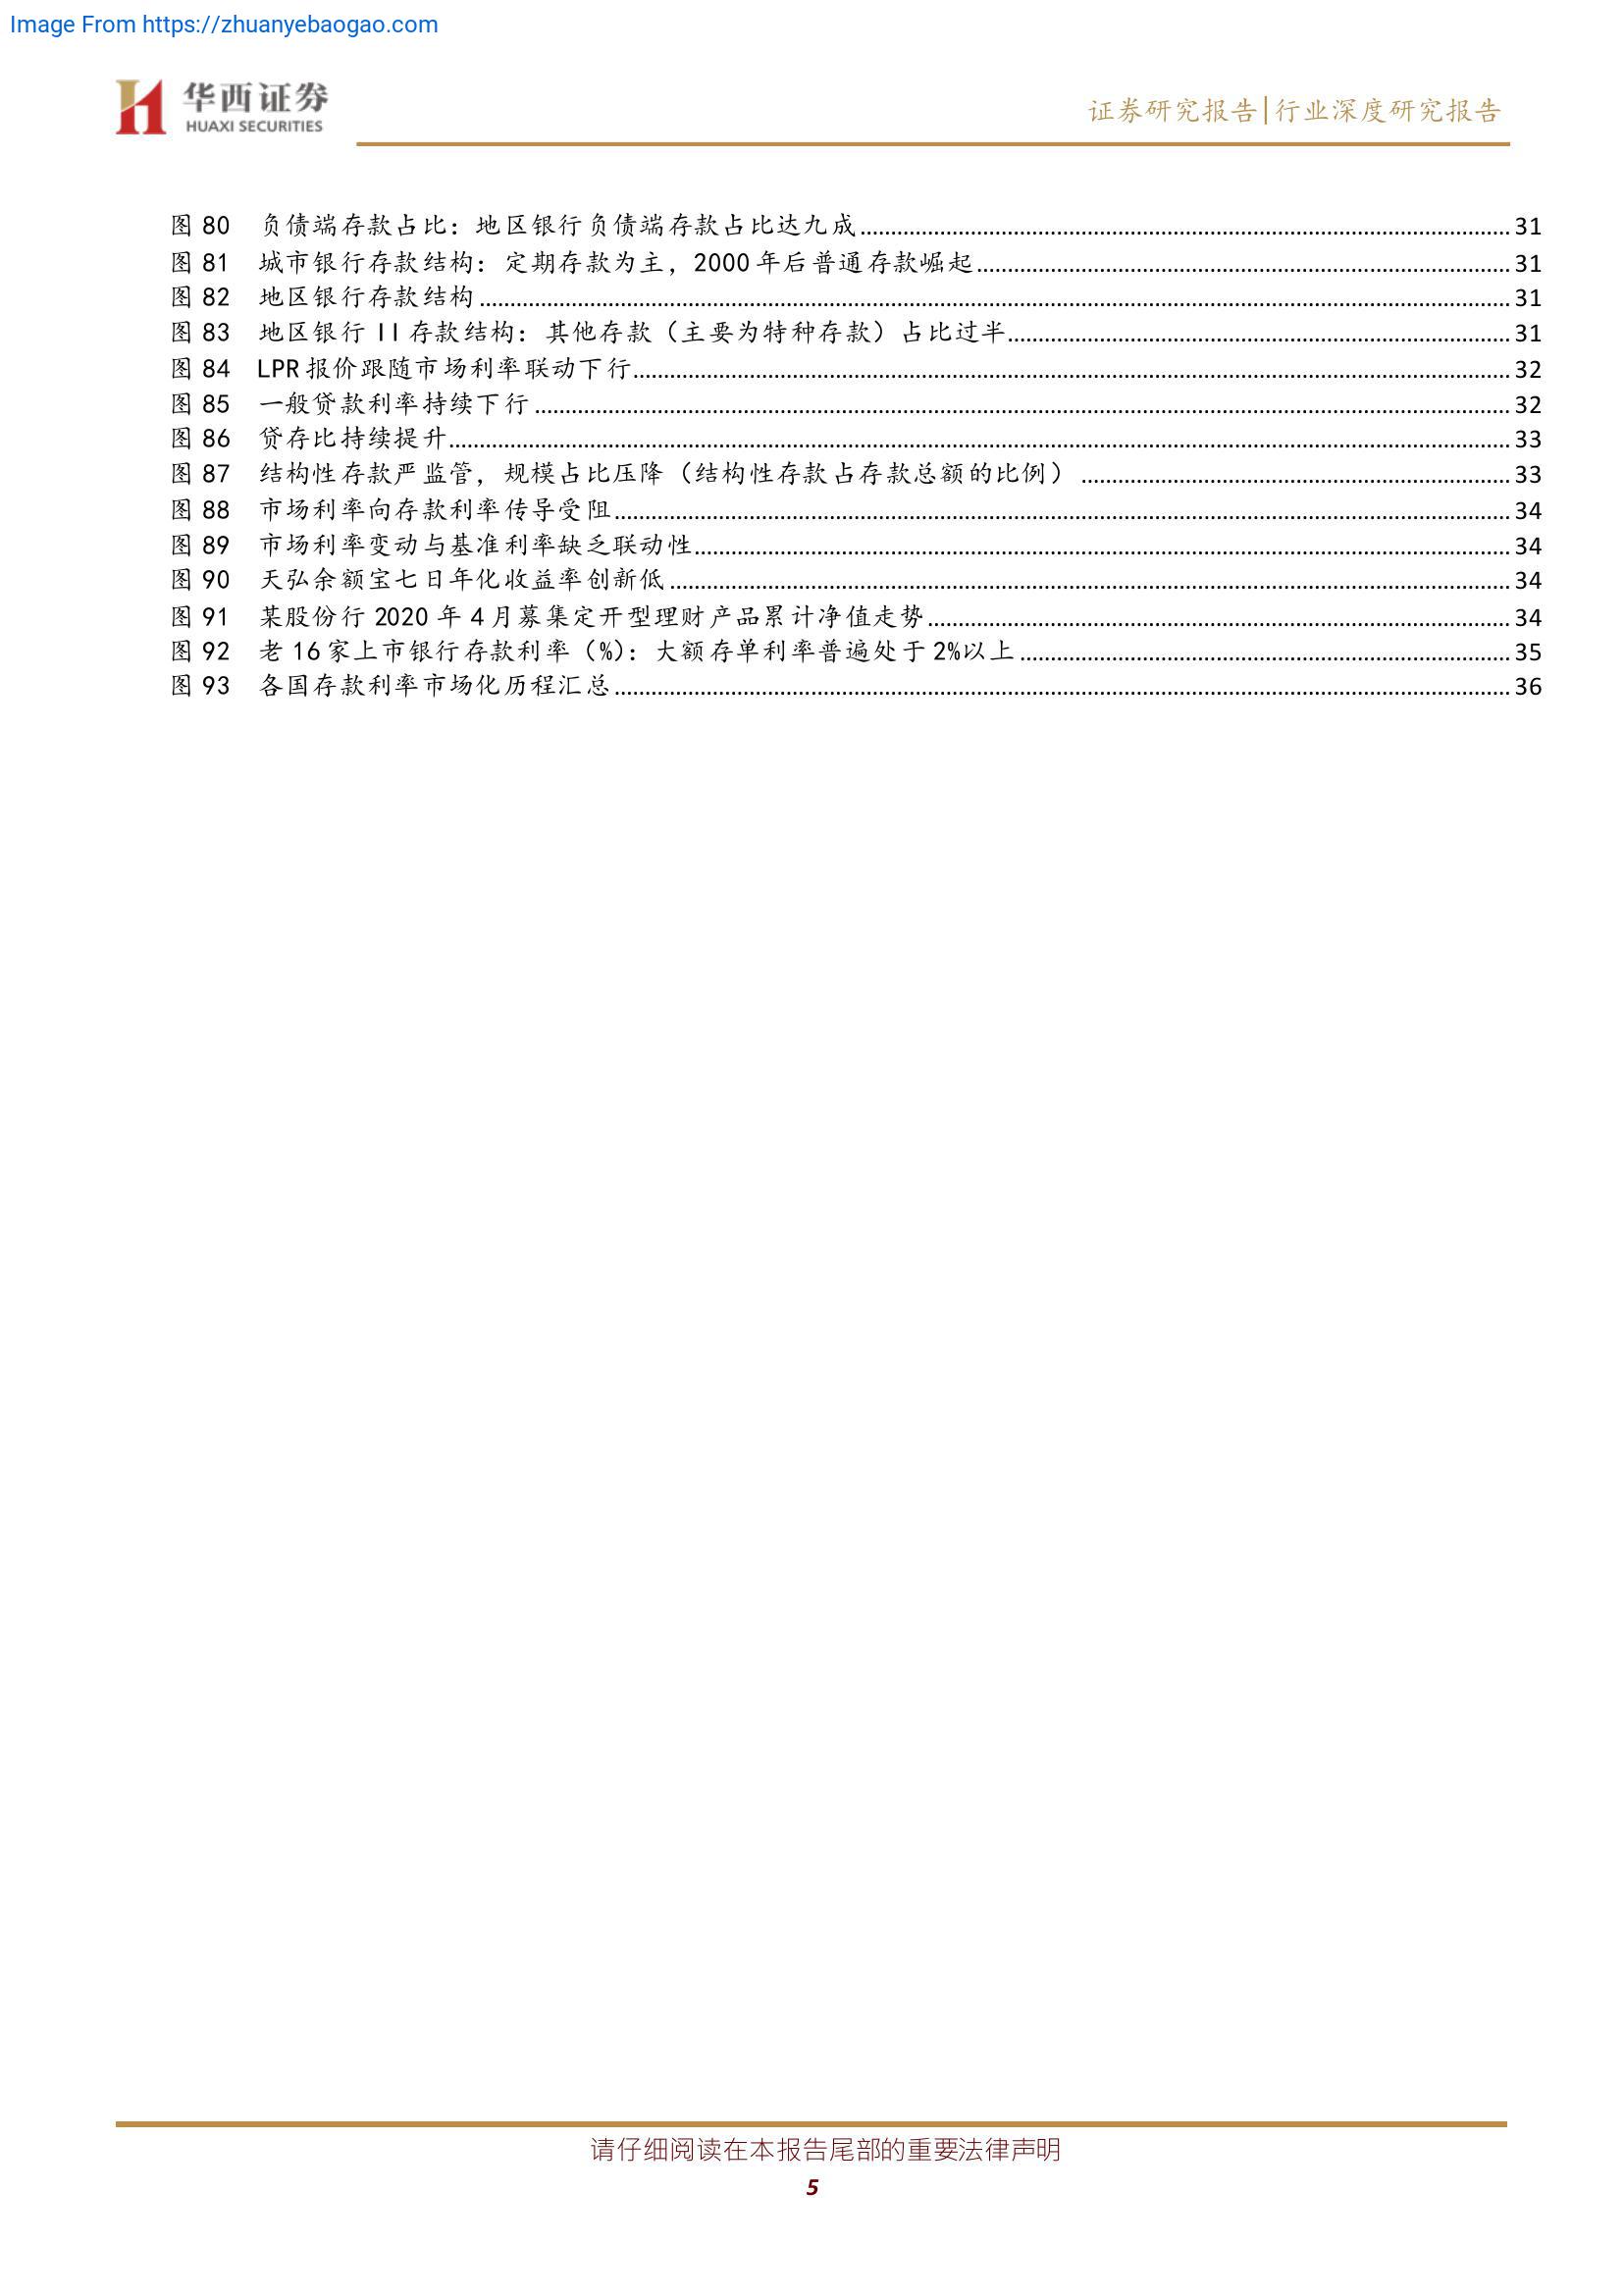 Image From https://zhuanyebaogao.com
华西证券
HUAXI SECURITIES
证券研究报告|行业深度研究报告
图 80 负债端存款占比：地区银行负债端存款占比达九成 31
图 81 城市银行存款结构：定期存款为主，2000 年后普通存款崛起 31
图 82 地区银行存款结构 31
图 83 地区银行 II 存款结构：其他存款（主要为特种存款）占比过半 31
图 84 LPR 报价跟随市场利率联动下行 32
图 85 一般贷款利率持续下行 32
图 86 贷存比持续提升 33
图 87 结构性存款严监管，规模占比压降（结构性存款占存款总额的比例） 33
图 88 市场利率向存款利率传导受阻 34
图 89 市场利率变动与基准利率缺乏联动性 34
图 90 天弘余额宝七日年化收益率创新低 34
图 91 某股份行 2020 年 4 月募集定开型理财产品累计净值走势 34
图 92 老 16 家上市银行存款利率（%）：大额存单利率普遍处于 2%以上 35
图 93 各国存款利率市场化历程汇总 36
请仔细阅读在本报告尾部的重要法律声明
5